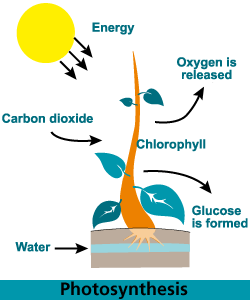 Energy
Oxygen is
released
Carbon dioxide
Chlorophyll
Glucose
is formed
Water
Photosynthesis